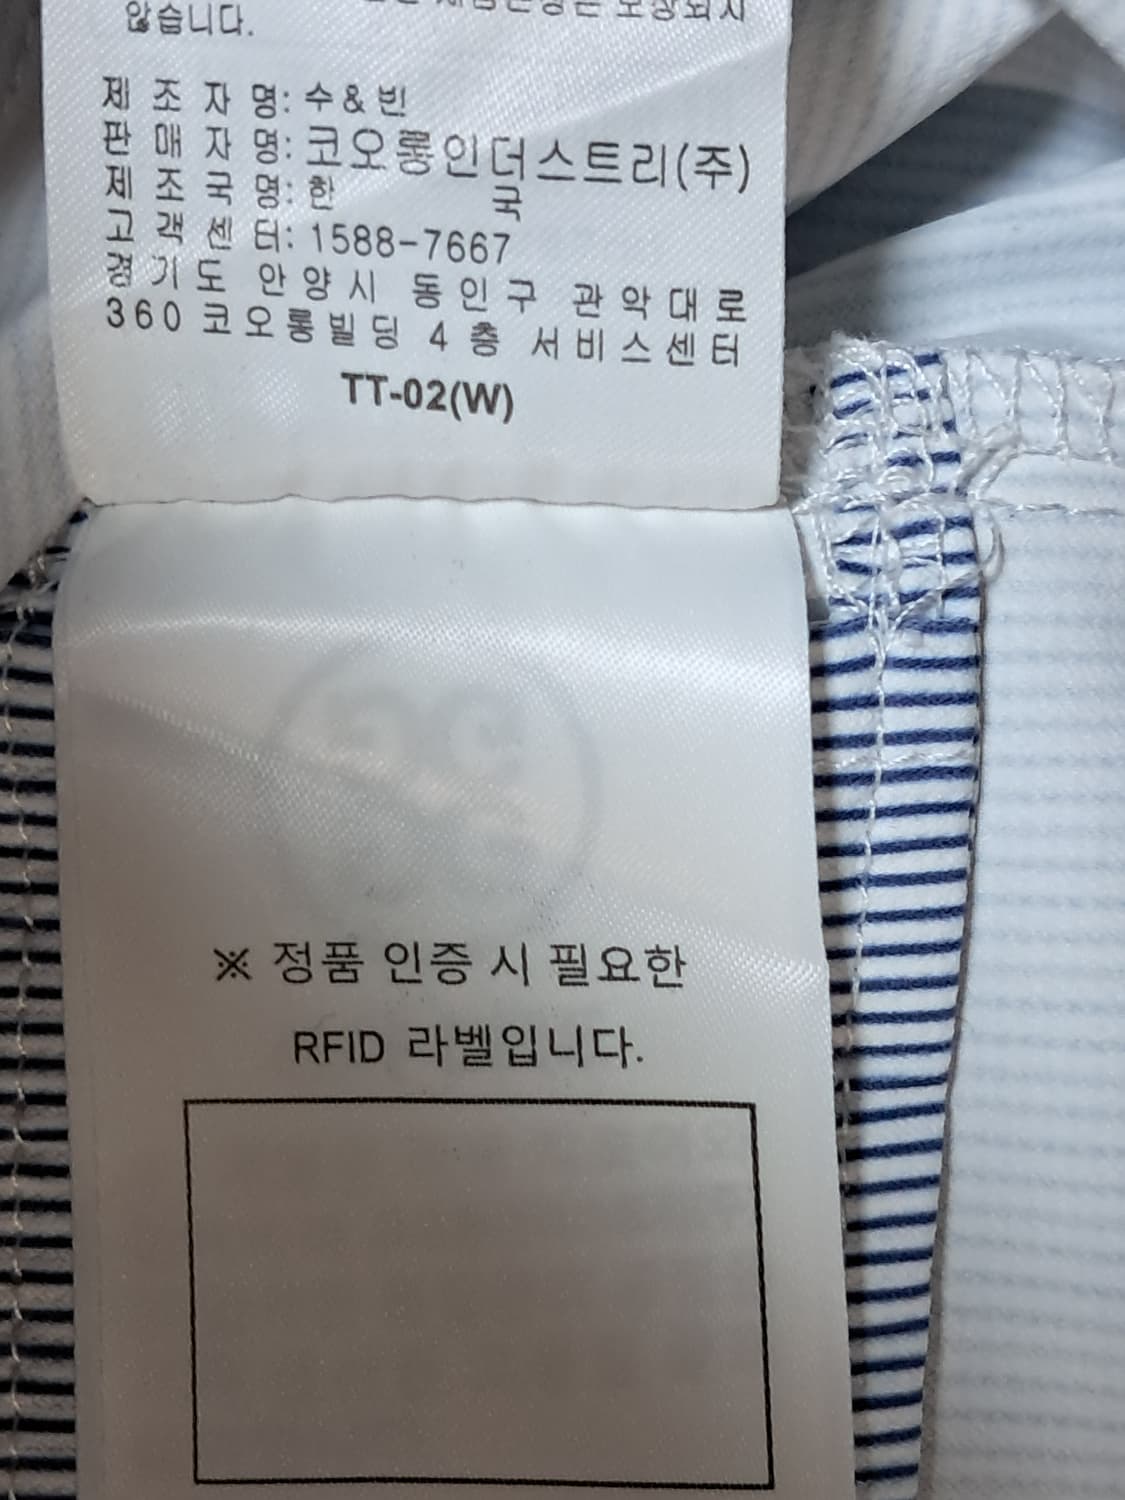 않습니다.
제 조 자 명: 수&빈
판 매 자 명: 코오롱인더스트리(주)
제 조 국 명: 한 국
고 객 센 터: 1588-7667
경기도 안양시 동인구 관악대로
360 코오롱빌딩 4 층 서비스센터
TT-02(W)
※ 정품 인증 시 필요한
RFID 라벨입니다.